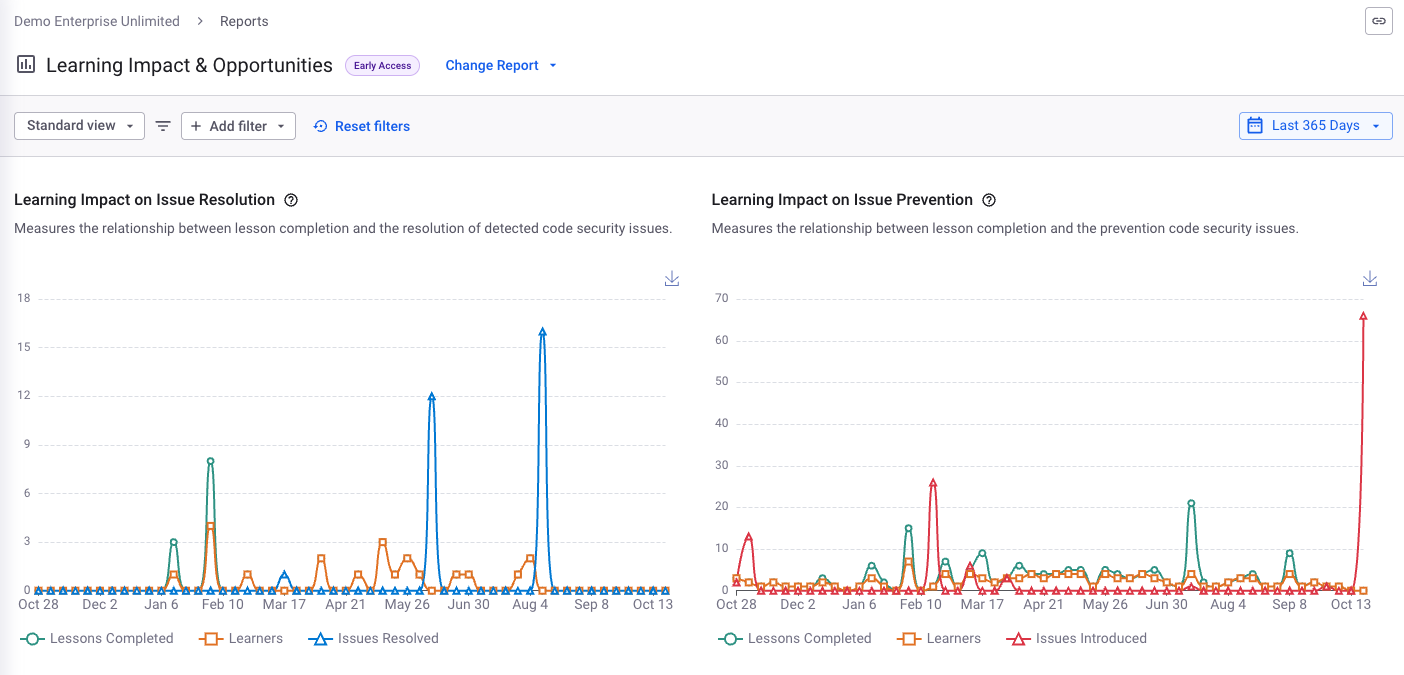 Demo Enterprise Unlimited > Reports
Learning Impact & Opportunities Early Access Change Report
Standard view + Add filter Reset filters Last 365 Days
Learning Impact on Issue Resolution
Measures the relationship between lesson completion and the resolution of detected code security issues.
18
15
12
9
6
3
0
Oct 28 Dec 2 Jan 6 Feb 10 Mar 17 Apr 21 May 26 Jun 30 Aug 4 Sep 8 Oct 13
Lessons Completed Learners Issues Resolved
Learning Impact on Issue Prevention
Measures the relationship between lesson completion and the prevention code security issues.
70
60
50
40
30
20
10
0
Oct 28 Dec 2 Jan 6 Feb 10 Mar 17 Apr 21 May 26 Jun 30 Aug 4 Sep 8 Oct 13
Lessons Completed Learners Issues Introduced